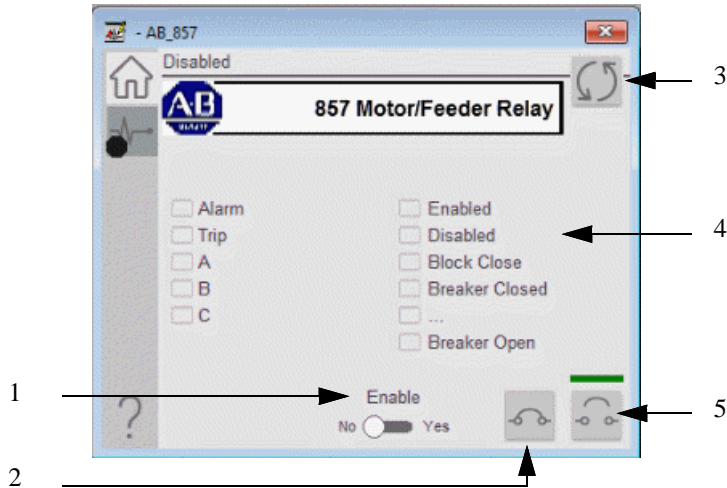 - AB_857
Disabled
3
AB
857 Motor/Feeder Relay
Alarm
Trip
A
B
C
Enabled
Disabled
Block Close
Breaker Closed
...
Breaker Open
4
1
Enable
No Yes
?
5
2